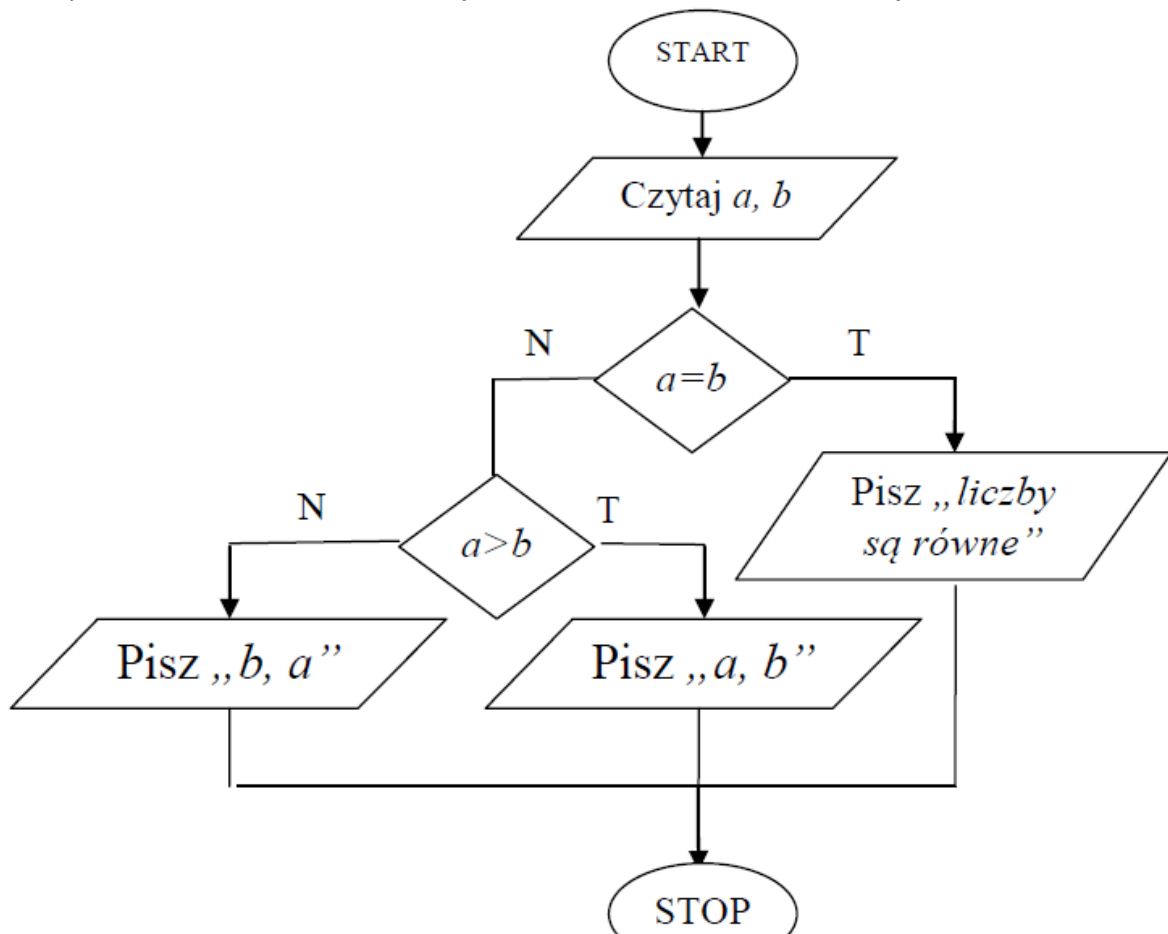 START
Czytaj a, b
N
T
a=b
Pisz „liczby
są równe”
N
T
a>b
Pisz „b, a”
Pisz „a, b”
STOP